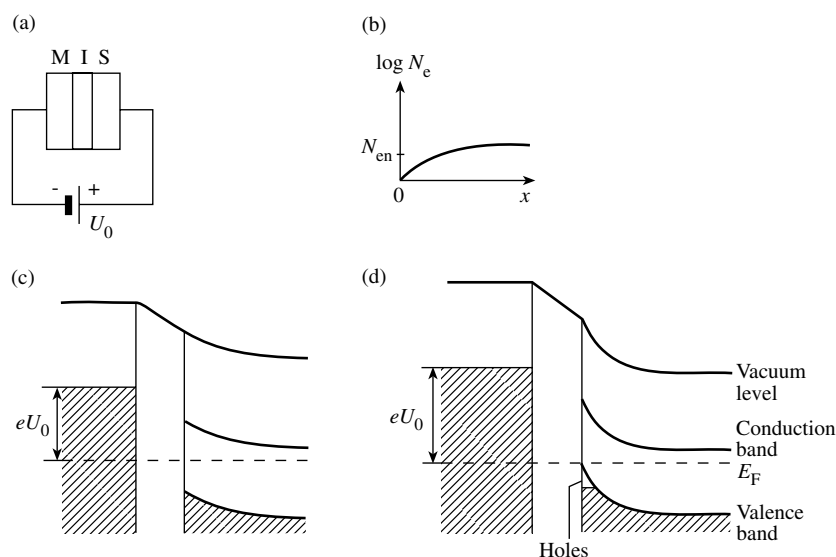 (a)
M I S
- +
U0
(b)
log Ne
Nen
0
x
(c)
eU0
(d)
eU0
Vacuum
level
Conduction
band
EF
Valence
band
Holes